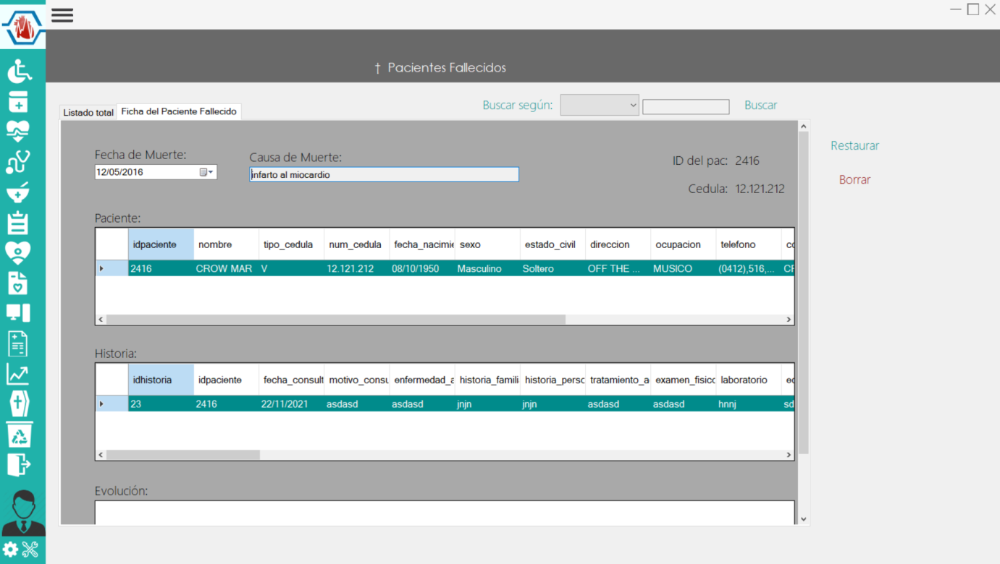 † Pacientes Fallecidos
Buscar según: Buscar
Listado total Ficha del Paciente Fallecido
Restaurar
Fecha de Muerte: Causa de Muerte: ID del pac: 2416
12/05/2016 infarto al miocardio
Borrar
Cedula: 12.121.212
Paciente:
idpaciente nombre tipo_cedula num_cedula fecha_nacimie sexo estado_civil direccion ocupacion telefono co
2416 CROW MAR V 12.121.212 08/10/1950 Masculino Soltero OFF THE ... MUSICO (0412),516,... CF
Historia:
idhistoria idpaciente fecha_consult motivo_consu enfermedad_a historia_famili historia_perso tratamiento_a examen_fisico laboratorio
23 2416 22/11/2021 asdasd asdasd jnjn jnjn asdasd asdasd hnnj sd
Evolución: